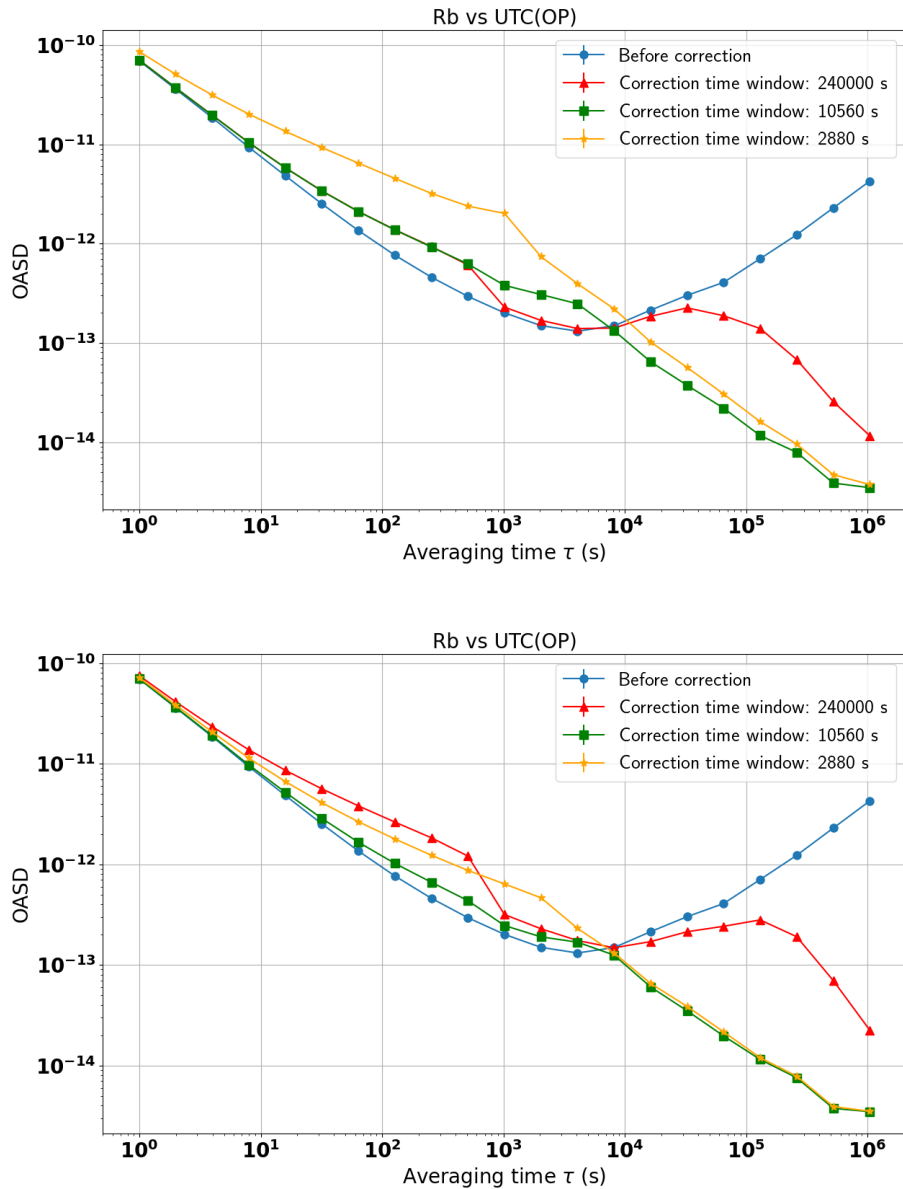 Rb vs UTC(OP)
10⁻¹⁰
10⁻¹¹
10⁻¹²
10⁻¹³
10⁻¹⁴
OASD
Before correction
Correction time window: 240000 s
Correction time window: 10560 s
Correction time window: 2880 s
10⁰ 10¹ 10² 10³ 10⁴ 10⁵ 10⁶
Averaging time τ (s)
Rb vs UTC(OP)
10⁻¹⁰
10⁻¹¹
10⁻¹²
10⁻¹³
10⁻¹⁴
OASD
Before correction
Correction time window: 240000 s
Correction time window: 10560 s
Correction time window: 2880 s
10⁰ 10¹ 10² 10³ 10⁴ 10⁵ 10⁶
Averaging time τ (s)